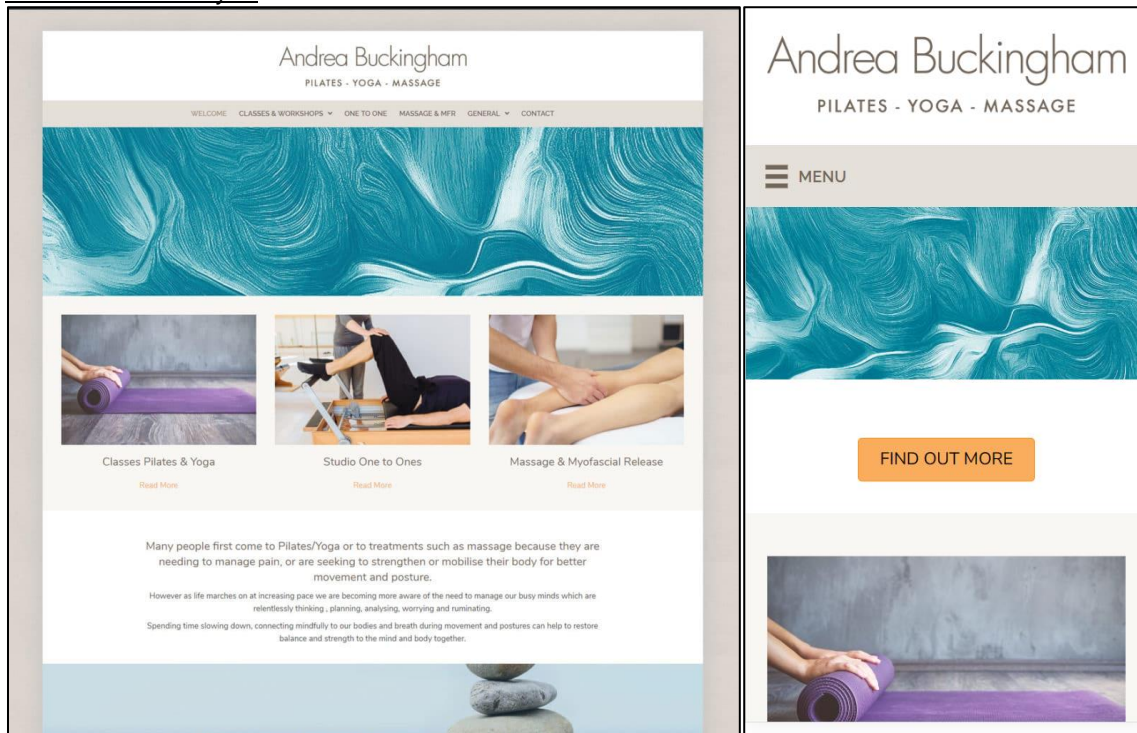 Andrea Buckingham
PILATES - YOGA - MASSAGE
WELCOME CLASSES & WORKSHOPS ONE TO ONE MASSAGE & MFR GENERAL CONTACT
Classes Pilates & Yoga
Read More
Studio One to Ones
Read More
Massage & Myofascial Release
Read More
Many people first come to Pilates/Yoga or to treatments such as massage because they are
needing to manage pain, or are seeking to strengthen or mobilise their body for better
movement and posture.
However as life marches on at increasing pace we are becoming more aware of the need to manage our busy minds which are
relentlessly thinking , planning, analysing, worrying and ruminating.
Spending time slowing down, connecting mindfully to our bodies and breath during movement and postures can help to restore
balance and strength to the mind and body together.
Andrea Buckingham
PILATES - YOGA - MASSAGE
MENU
FIND OUT MORE